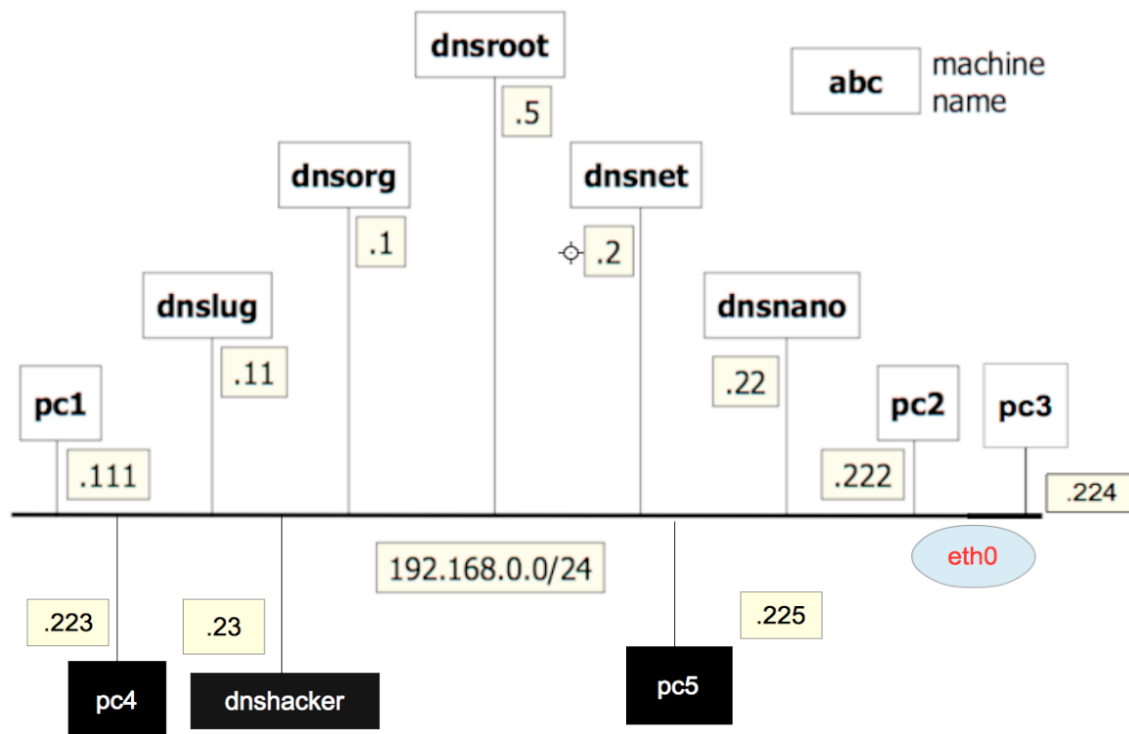 dnsroot
.5
abc
machine
name
dnsorg
.1
dnsnet
.2
dnslug
.11
dnsnano
.22
pc1
.111
pc2
.222
pc3
.224
192.168.0.0/24
eth0
.223
.23
.225
pc4
dnshacker
pc5